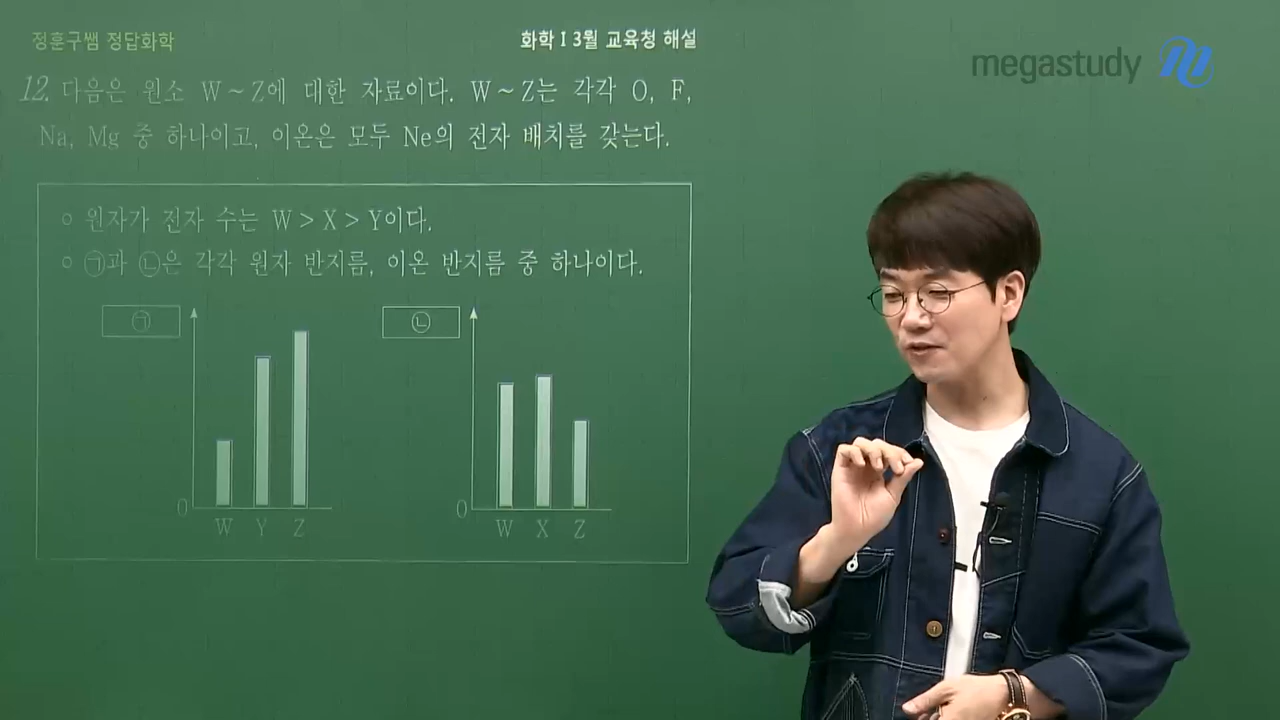 정훈구쌤 정답화학
화학 I 3월 교육청 해설
megastudy
12. 다음은 원소 W ~ Z에 대한 자료이다. W ~ Z는 각각 O, F,
Na, Mg 중 하나이고, 이온은 모두 Ne의 전자 배치를 갖는다.
○ 원자가 전자 수는 W > X > Y이다.
○ ㉠과 ㉡은 각각 원자 반지름, 이온 반지름 중 하나이다.
㉠
㉡
0
W Y Z
0
W X Z